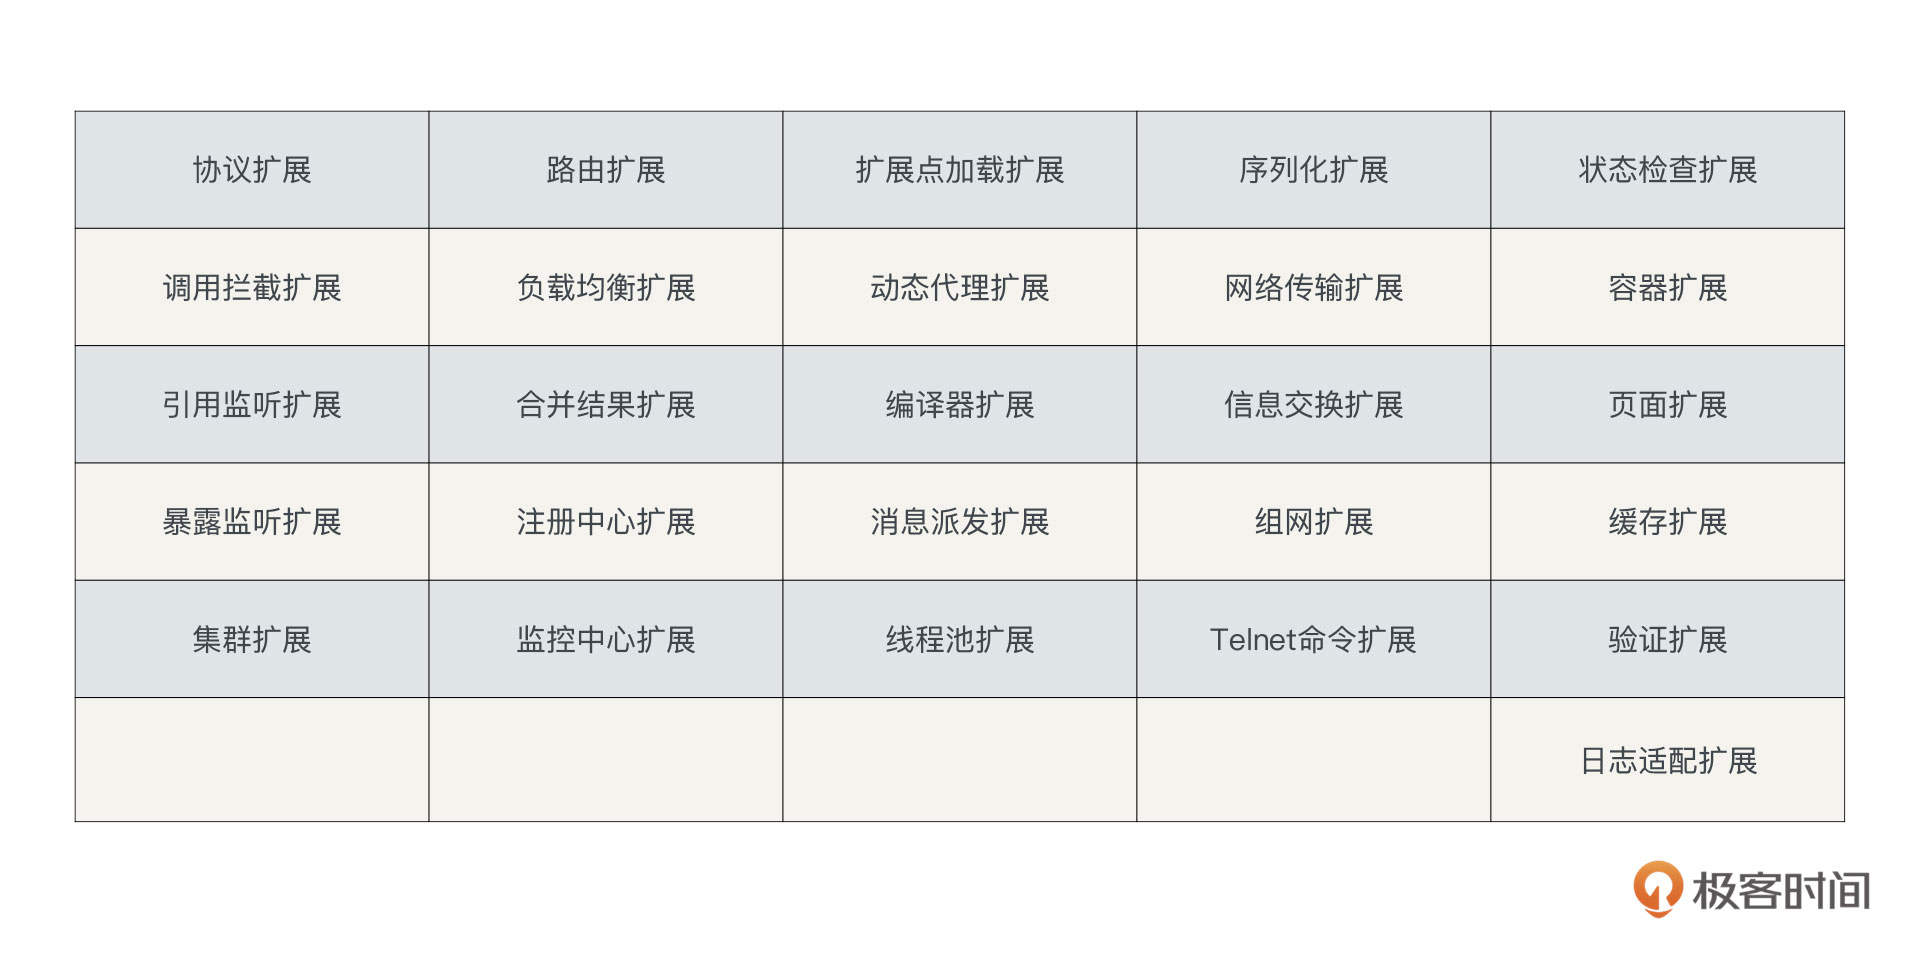 协议扩展
路由扩展
扩展点加载扩展
序列化扩展
状态检查扩展
调用拦截扩展
负载均衡扩展
动态代理扩展
网络传输扩展
容器扩展
引用监听扩展
合并结果扩展
编译器扩展
信息交换扩展
页面扩展
暴露监听扩展
注册中心扩展
消息派发扩展
组网扩展
缓存扩展
集群扩展
监控中心扩展
线程池扩展
Telnet命令扩展
验证扩展
日志适配扩展
极客时间